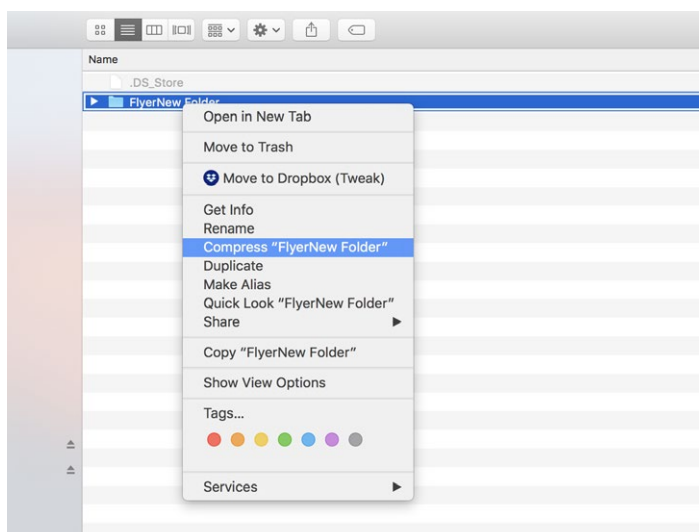 Name
.DS_Store
FlyerNew Folder
Open in New Tab
Move to Trash
Move to Dropbox (Tweak)
Get Info
Rename
Compress “FlyerNew Folder”
Duplicate
Make Alias
Quick Look “FlyerNew Folder”
Share
Copy “FlyerNew Folder”
Show View Options
Tags...
Services